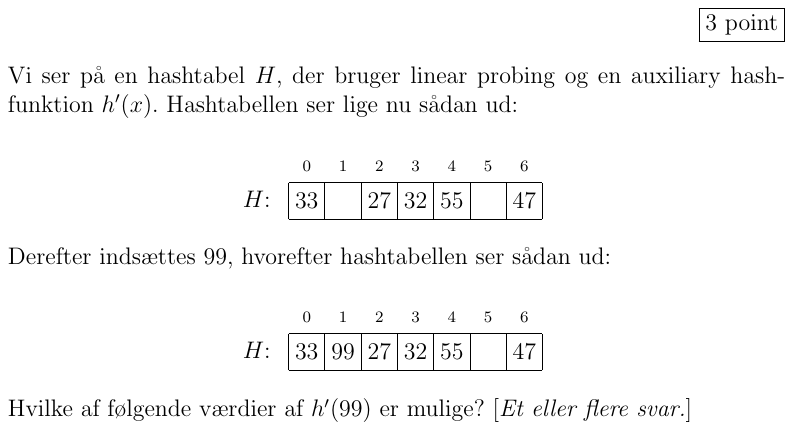 3 point
Vi ser på en hashtabel H, der bruger linear probing og en auxiliary hash-
funktion h′(x). Hashtabellen ser lige nu sådan ud:
0 1 2 3 4 5 6
H: 33 27 32 55 47
Derefter indsættes 99, hvorefter hashtabellen ser sådan ud:
0 1 2 3 4 5 6
H: 33 99 27 32 55 47
Hvilke af følgende værdier af h′(99) er mulige? [Et eller flere svar.]